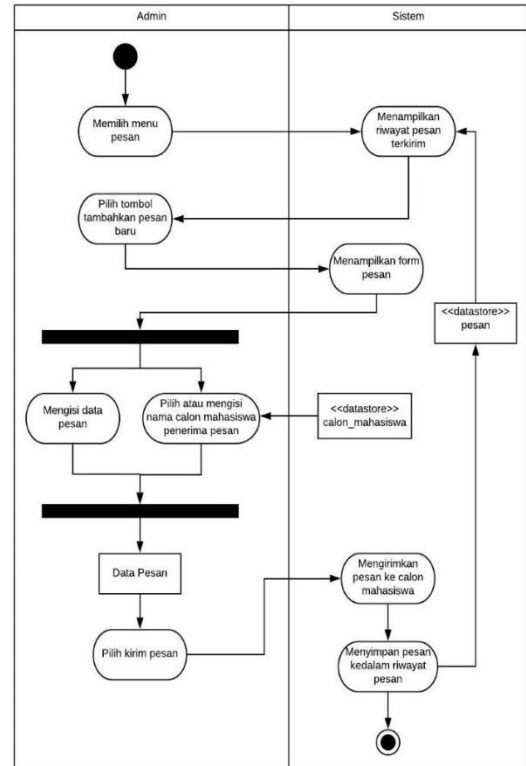 Admin
Sistem
Memilih menu
pesan
Menampilkan
riwayat pesan
terkirim
Pilih tombol
tambahkan pesan
baru
Menampilkan form
pesan
<<datastore>>
pesan
Mengisi data
pesan
Pilih atau mengisi
nama calon mahasiswa
penerima pesan
<<datastore>>
calon_mahasiswa
Data Pesan
Mengirimkan
pesan ke calon
mahasiswa
Pilih kirim pesan
Menyimpan pesan
kedalam riwayat
pesan